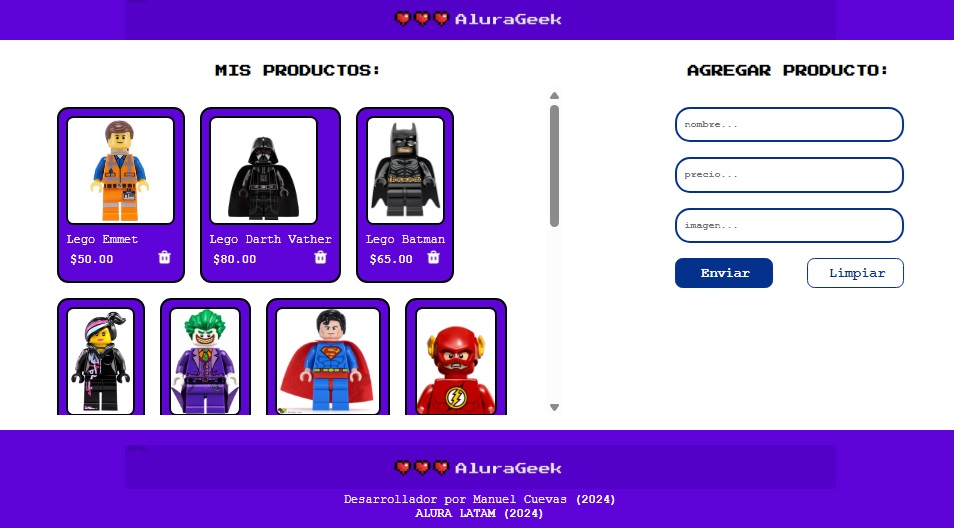 AluraGeek
MIS PRODUCTOS:
Lego Emmet
$50.00
Lego Darth Vather
$80.00
Lego Batman
$65.00
AGREGAR PRODUCTO:
nombre...
precio...
imagen...
Enviar
Limpiar
AluraGeek
Desarrollador por Manuel Cuevas (2024)
ALURA LATAM (2024)